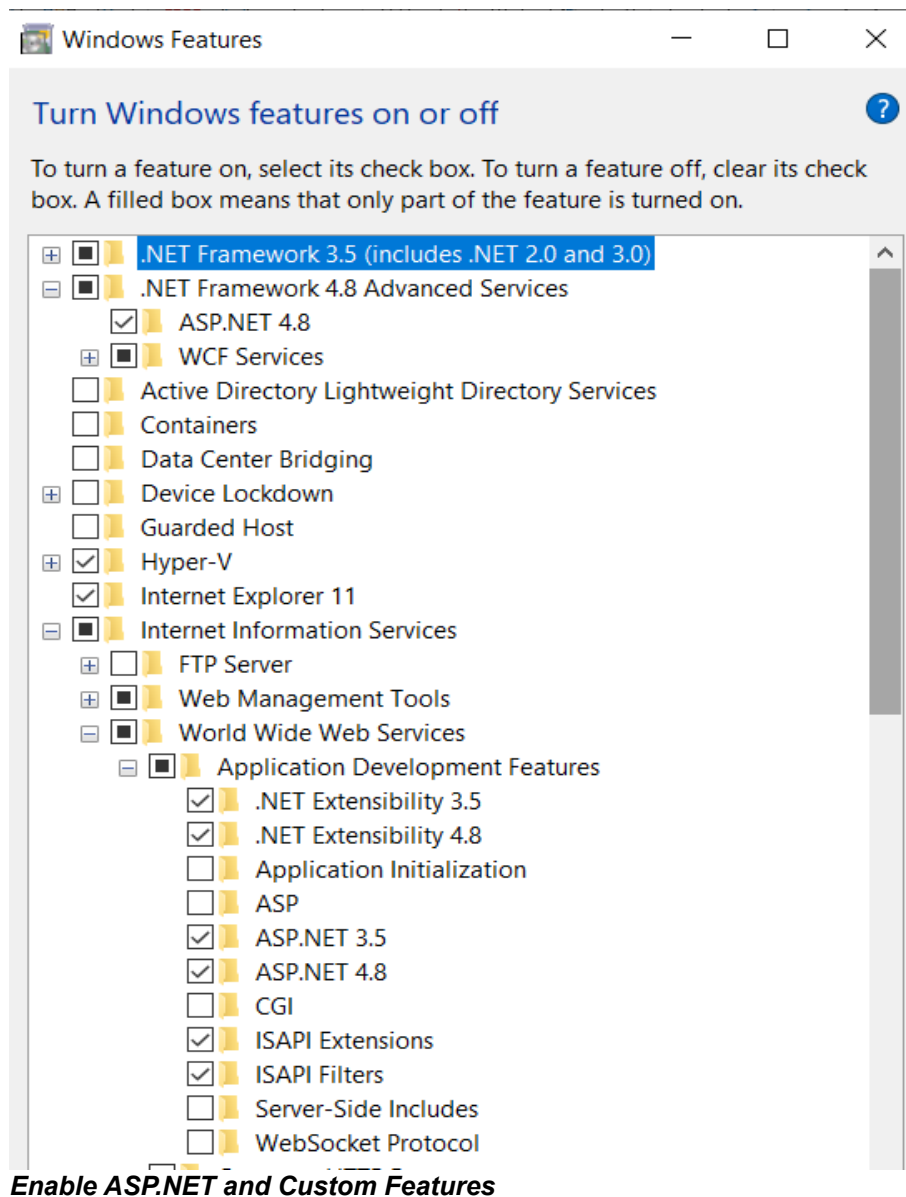 Windows Features
Turn Windows features on or off
?
To turn a feature on, select its check box. To turn a feature off, clear its check
box. A filled box means that only part of the feature is turned on.
.NET Framework 3.5 (includes .NET 2.0 and 3.0)
.NET Framework 4.8 Advanced Services
ASP.NET 4.8
WCF Services
Active Directory Lightweight Directory Services
Containers
Data Center Bridging
Device Lockdown
Guarded Host
Hyper-V
Internet Explorer 11
Internet Information Services
FTP Server
Web Management Tools
World Wide Web Services
Application Development Features
.NET Extensibility 3.5
.NET Extensibility 4.8
Application Initialization
ASP
ASP.NET 3.5
ASP.NET 4.8
CGI
ISAPI Extensions
ISAPI Filters
Server-Side Includes
WebSocket Protocol
Enable ASP.NET and Custom Features